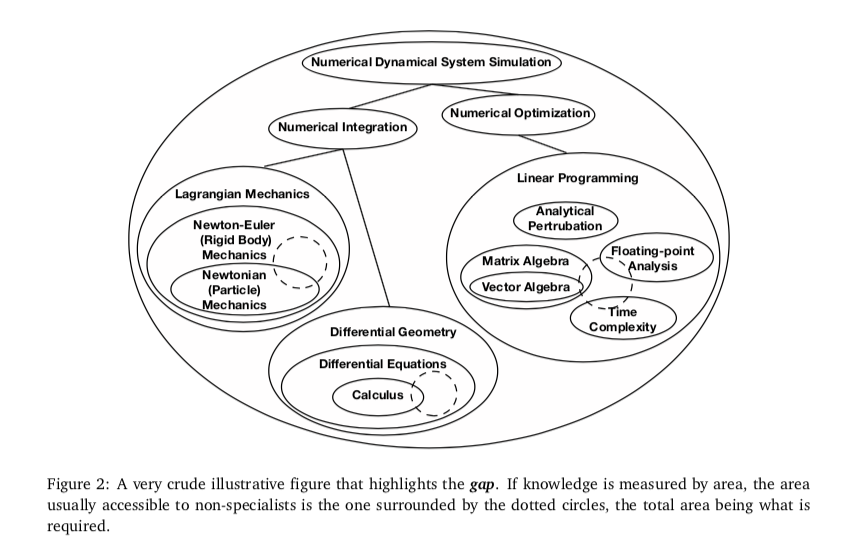 Numerical Dynamical System Simulation
Numerical Optimization
Numerical Integration
Lagrangian Mechanics
Newton-Euler
(Rigid Body)
Mechanics
Newtonian
(Particle)
Mechanics
Linear Programming
Analytical
Pertrubation
Matrix Algebra
Vector Algebra
Floating-point
Analysis
Time
Complexity
Differential Geometry
Differential Equations
Calculus
Figure 2: A very crude illustrative figure that highlights the gap. If knowledge is measured by area, the area
usually accessible to non-specialists is the one surrounded by the dotted circles, the total area being what is
required.